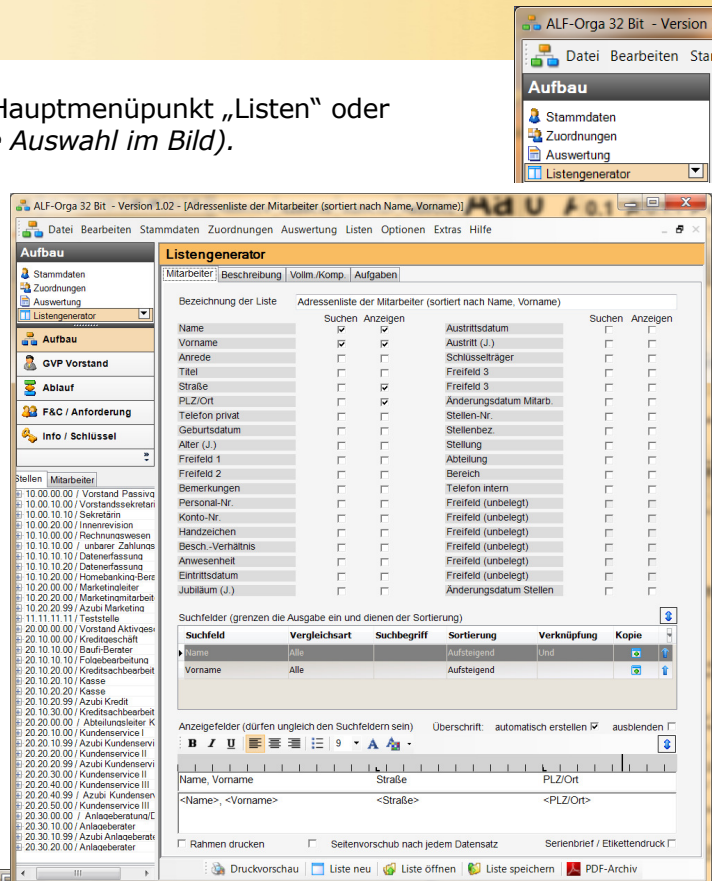 ALF-Orga 32 Bit - Version
Datei Bearbeiten
Aufbau
Stammdaten
Zuordnungen
Auswertung
Listengenerator
Hauptmenüpunkt „Listen“ oder
Auswahl im Bild).
ALF-Orga 32 Bit - Version 1.02 - [Adressenliste der Mitarbeiter (sortiert nach Name, Vorname)]
Datei Bearbeiten Stammdaten Zuordnungen Auswertung Listen Optionen Extras Hilfe
Aufbau
Stammdaten
Zuordnungen
Auswertung
Listengenerator
Aufbau
GVP Vorstand
Ablauf
F&C / Anforderung
Info / Schlüssel
Stellen Mitarbeiter
10.00.00.00 / Vorstand Passivg
10.00.10.00 / Vorstandssekretari
10.00.10.10 / Sekretärin
10.00.20.00 / Innenrevision
10.00.00.00 / Rechnungswesen
10.10.10.00 / unbarer Zahlungs
10.10.10.10 / Datenerfassung
10.10.10.20 / Datenerfassung
10.10.20.00 / Homebanking-Bera
10.20.00.00 / Marketingleiter
10.20.20.00 / Marketingmitarbeit
10.20.20.99 / Azubi Marketing
11.11.11.11 / Teststelle
20.00.00.00 / Vorstand Aktivges
20.10.00.00 / Kreditgeschäft
20.10.10.00 / Baufi-Berater
20.10.10.10 / Folgebearbeitung
20.10.20.00 / Kreditsachbearbeit
20.10.20.10 / Kasse
20.20.20.20 / Kasse
20.10.20.99 / Azubi Kredit
20.10.30.00 / Kreditsachbearbeit
20.20.00.00 / Abteilungsleiter K
20.20.10.00 / Kundenservice I
20.20.10.99 / Azubi Kundenservi
20.20.20.00 / Kundenservice II
20.20.20.99 / Azubi Kundenservi
20.20.30.00 / Kundenservice II
20.20.40.00 / Kundenservice III
20.20.40.99 / Azubi Kundenserv
20.20.50.00 / Kundenservice III
20.30.00.00 / Anlageberatung/D
20.30.10.00 / Anlageberater
20.30.10.99 / Azubi Anlageberate
20.30.20.00 / Anlageberater
Listengenerator
Mitarbeiter Beschreibung Vollm./Komp. Aufgaben
Bezeichnung der Liste Adressenliste der Mitarbeiter (sortiert nach Name, Vorname)
Suchen Anzeigen Suchen Anzeigen
Name Austrittsdatum
Vorname Austritt (J.)
Anrede Schlüsselträger
Titel Freifeld 3
Straße Freifeld 3
PLZ/Ort Änderungsdatum Mitarb.
Telefon privat Stellen-Nr.
Geburtsdatum Stellenbez.
Alter (J.) Stellung
Freifeld 1 Abteilung
Freifeld 2 Bereich
Bemerkungen Telefon intern
Personal-Nr. Freifeld (unbelegt)
Konto-Nr. Freifeld (unbelegt)
Handzeichen Freifeld (unbelegt)
Besch.-Verhältnis Freifeld (unbelegt)
Anwesenheit Freifeld (unbelegt)
Eintrittsdatum Freifeld (unbelegt)
Jubiläum (J.) Änderungsdatum Stellen
Suchfelder (grenzen die Ausgabe ein und dienen der Sortierung)
Suchfeld Vergleichsart Suchbegriff Sortierung Verknüpfung Kopie
Name Alle Aufsteigend Und
Vorname Alle Aufsteigend
Anzeigefelder (dürfen ungleich den Suchfeldern sein) Überschrift: automatisch erstellen ausblenden
B I U 9 A
Name, Vorname Straße PLZ/Ort
<Name>, <Vorname> <Straße> <PLZ/Ort>
Rahmen drucken Seitenvorschub nach jedem Datensatz Serienbrief / Etikettendruck
Druckvorschau Liste neu Liste öffnen Liste speichern PDF-Archiv